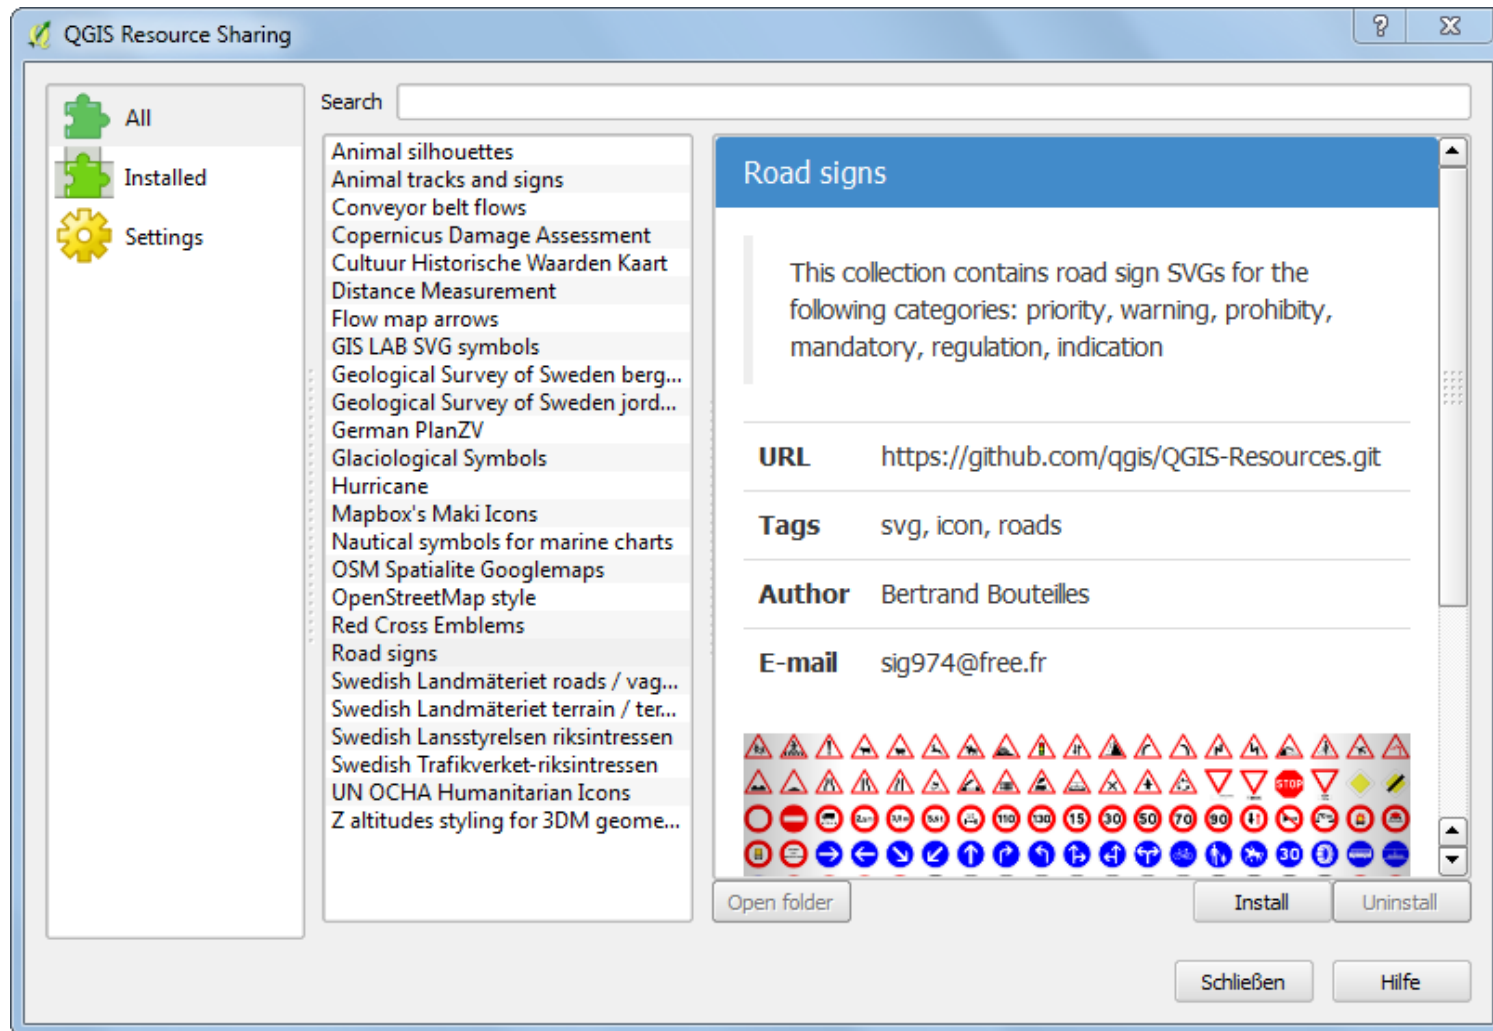 QGIS Resource Sharing
All
Installed
Settings
Search
Animal silhouettes
Animal tracks and signs
Conveyor belt flows
Copernicus Damage Assessment
Cultuur Historische Waarden Kaart
Distance Measurement
Flow map arrows
GIS LAB SVG symbols
Geological Survey of Sweden berg...
Geological Survey of Sweden jord...
German PlanZV
Glaciological Symbols
Hurricane
Mapbox's Maki Icons
Nautical symbols for marine charts
OSM Spatialite Googlemaps
OpenStreetMap style
Red Cross Emblems
Road signs
Swedish Landmäteriet roads / vag...
Swedish Landmäteriet terrain / ter...
Swedish Lansstyrelsen riksintressen
Swedish Trafikverket-riksintressen
UN OCHA Humanitarian Icons
Z altitudes styling for 3DM geome...
Road signs
This collection contains road sign SVGs for the
following categories: priority, warning, prohibity,
mandatory, regulation, indication
URL https://github.com/qgis/QGIS-Resources.git
Tags svg, icon, roads
Author Bertrand Bouteilles
E-mail sig974@free.fr
STOP
110 130 15 30 50 70 90
30
Open folder
Install
Uninstall
Schließen
Hilfe